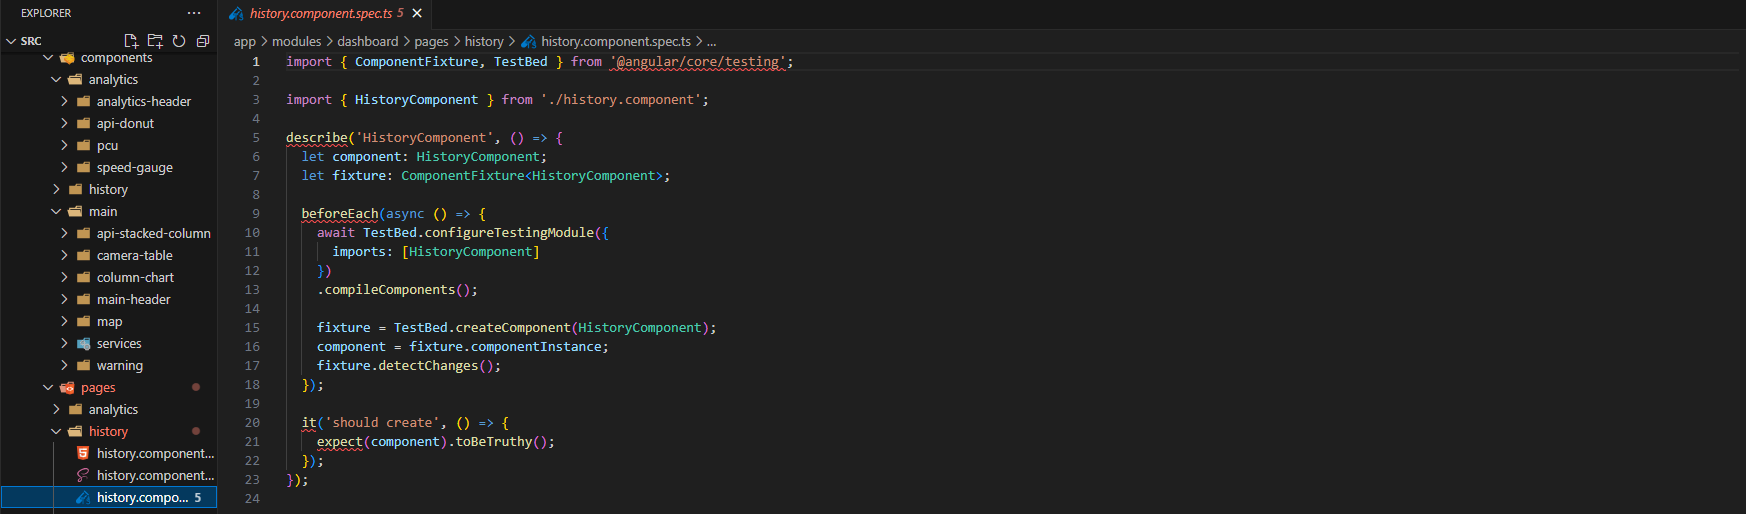 EXPLORER
SRC
components
analytics
analytics-header
api-donut
pcu
speed-gauge
history
main
api-stacked-column
camera-table
column-chart
main-header
map
services
warning
pages
analytics
history
history.component...
history.component...
history.compo... 5
history.component.spec.ts 5
app > modules > dashboard > pages > history > history.component.spec.ts > ...
1 import { ComponentFixture, TestBed } from '@angular/core/testing';
2
3 import { HistoryComponent } from './history.component';
4
5 describe('HistoryComponent', () => {
6 let component: HistoryComponent;
7 let fixture: ComponentFixture<HistoryComponent>;
8
9 beforeEach(async () => {
10 await TestBed.configureTestingModule({
11 imports: [HistoryComponent]
12 })
13 .compileComponents();
14
15 fixture = TestBed.createComponent(HistoryComponent);
16 component = fixture.componentInstance;
17 fixture.detectChanges();
18 });
19
20 it('should create', () => {
21 expect(component).toBeTruthy();
22 });
23 });
24